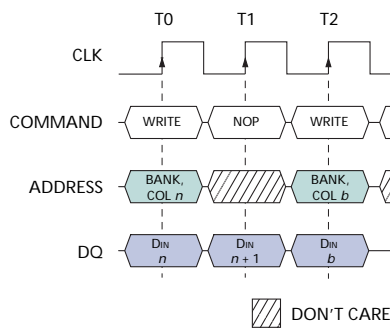 T0 T1 T2
CLK
COMMAND WRITE NOP WRITE
ADDRESS BANK, COL n BANK, COL b
DQ DIN n DIN n + 1 DIN b
DON'T CARE